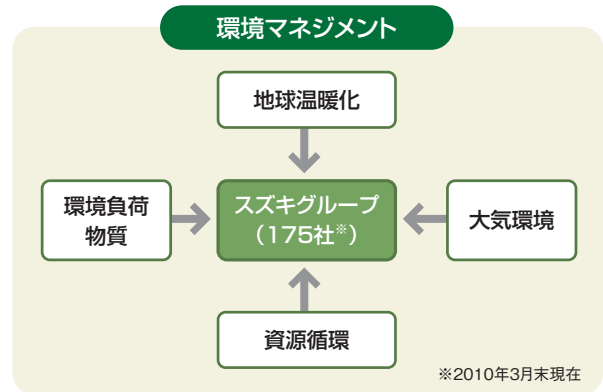 環境マネジメント
地球温暖化
環境負荷
物質
スズキグループ
（175社※）
大気環境
資源循環
※2010年3月末現在